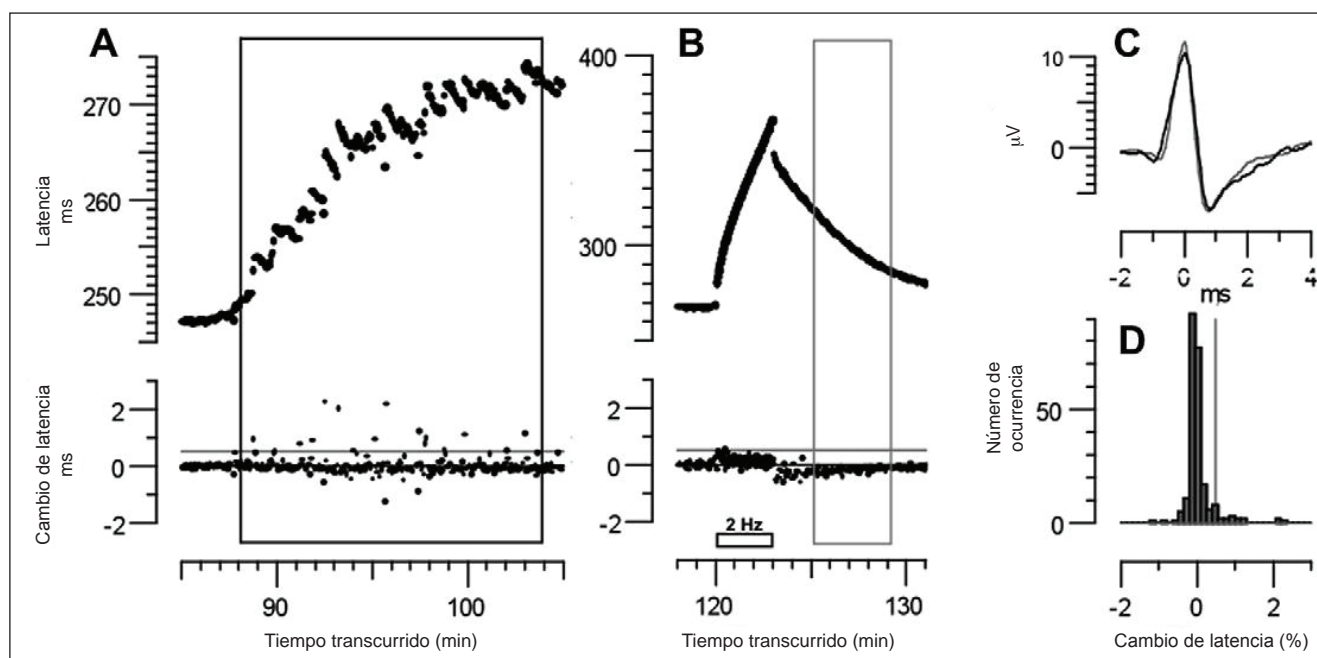 A
270
260
250
Latencia
ms
2
0
-2
Cambio de latencia
ms
90
100
Tiempo transcurrido (min)
B
400
300
2
0
-2
2 Hz
120
130
Tiempo transcurrido (min)
C
10
0
µV
-2
0
2
4
ms
D
50
0
Número de
ocurrencia
-2
0
2
Cambio de latencia (%)